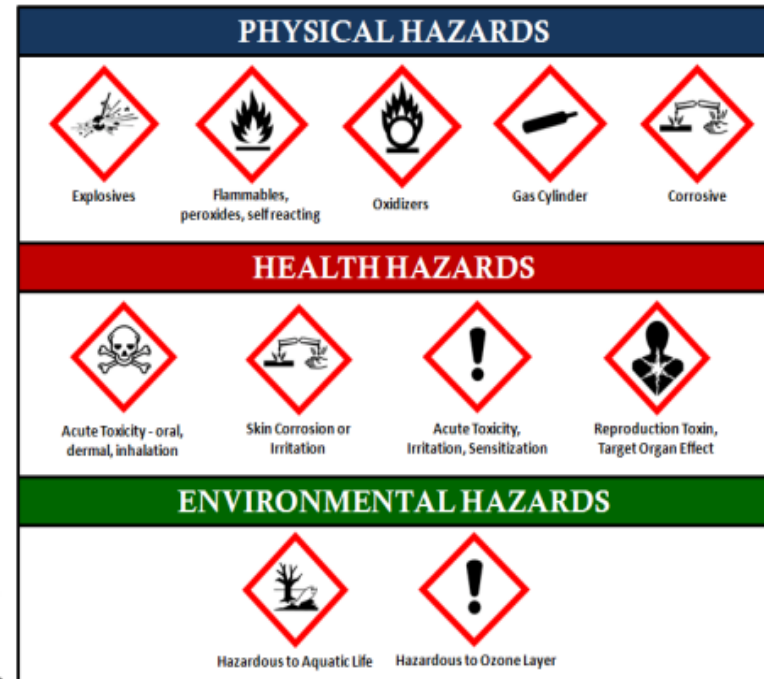 PHYSICAL HAZARDS
Explosives
Flammables,
peroxides, self reacting
Oxidizers
Gas Cylinder
Corrosive
HEALTH HAZARDS
Acute Toxicity - oral,
dermal, inhalation
Skin Corrosion or
Irritation
Acute Toxicity,
Irritation, Sensitization
Reproduction Toxin,
Target Organ Effect
ENVIRONMENTAL HAZARDS
Hazardous to Aquatic Life
Hazardous to Ozone Layer